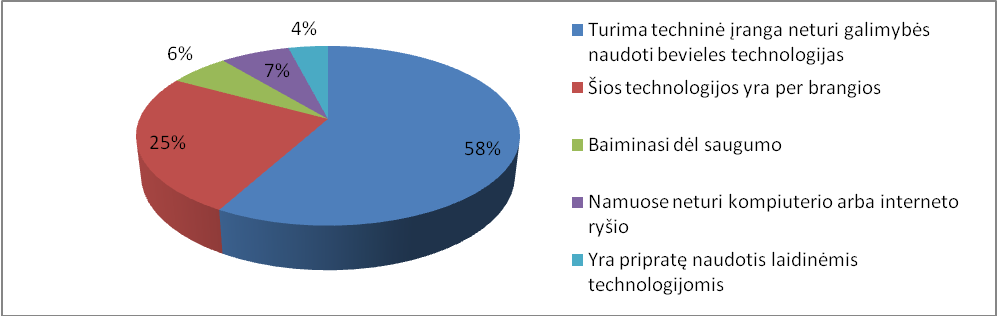 4%
6%
7%
25%
58%
Turima techninė įranga neturi galimybės
naudoti bevieles technologijas
Šios technologijos yra per brangios
Baiminasi dėl saugumo
Namuose neturi kompiuterio arba interneto
ryšio
Yra pripratę naudotis laidinėmis
technologijomis